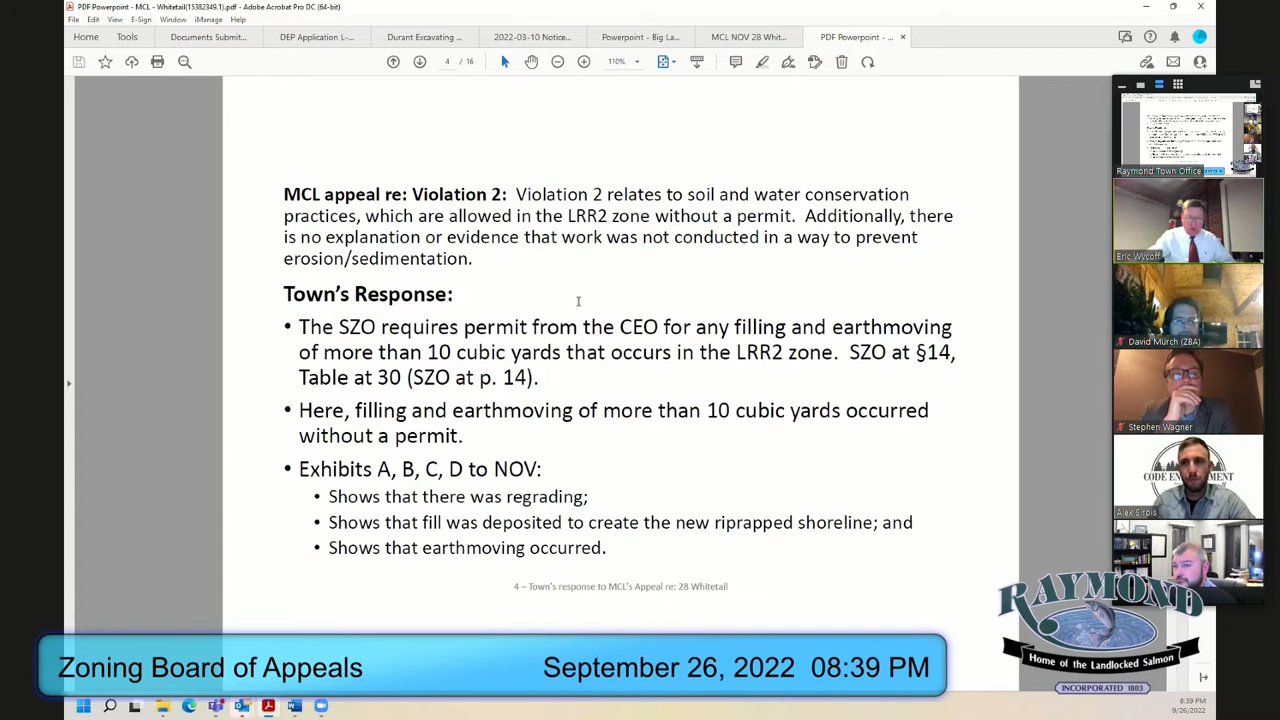 PDF Powerpoint - MCL - Whitetail(15382349.1).pdf - Adobe Acrobat Pro DC (64-bit)
File Edit View E-Sign Window iManage Help
Home Tools Documents Submit... DEP Application L-... Durant Excavating ... 2022-03-10 Notice... Powerpoint - Big La... MCL NOV 28 Whit... PDF Powerpoint - ... ×
4 / 16 110%
MCL appeal re: Violation 2: Violation 2 relates to soil and water conservation
practices, which are allowed in the LRR2 zone without a permit. Additionally, there
is no explanation or evidence that work was not conducted in a way to prevent
erosion/sedimentation.
Town's Response:
• The SZO requires permit from the CEO for any filling and earthmoving
of more than 10 cubic yards that occurs in the LRR2 zone. SZO at §14,
Table at 30 (SZO at p. 14).
• Here, filling and earthmoving of more than 10 cubic yards occurred
without a permit.
• Exhibits A, B, C, D to NOV:
• Shows that there was regrading;
• Shows that fill was deposited to create the new riprapped shoreline; and
• Shows that earthmoving occurred.
4 – Town's response to MCL's Appeal re: 28 Whitetail
Raymond Town Office
Eric Wycoff
David Murch (ZBA)
Stephen Wagner
Alex Sirois
RAYMOND
Home of the Landlocked Salmon
INCORPORATED 1803
Zoning Board of Appeals September 26, 2022 08:39 PM
8:39 PM
9/26/2022